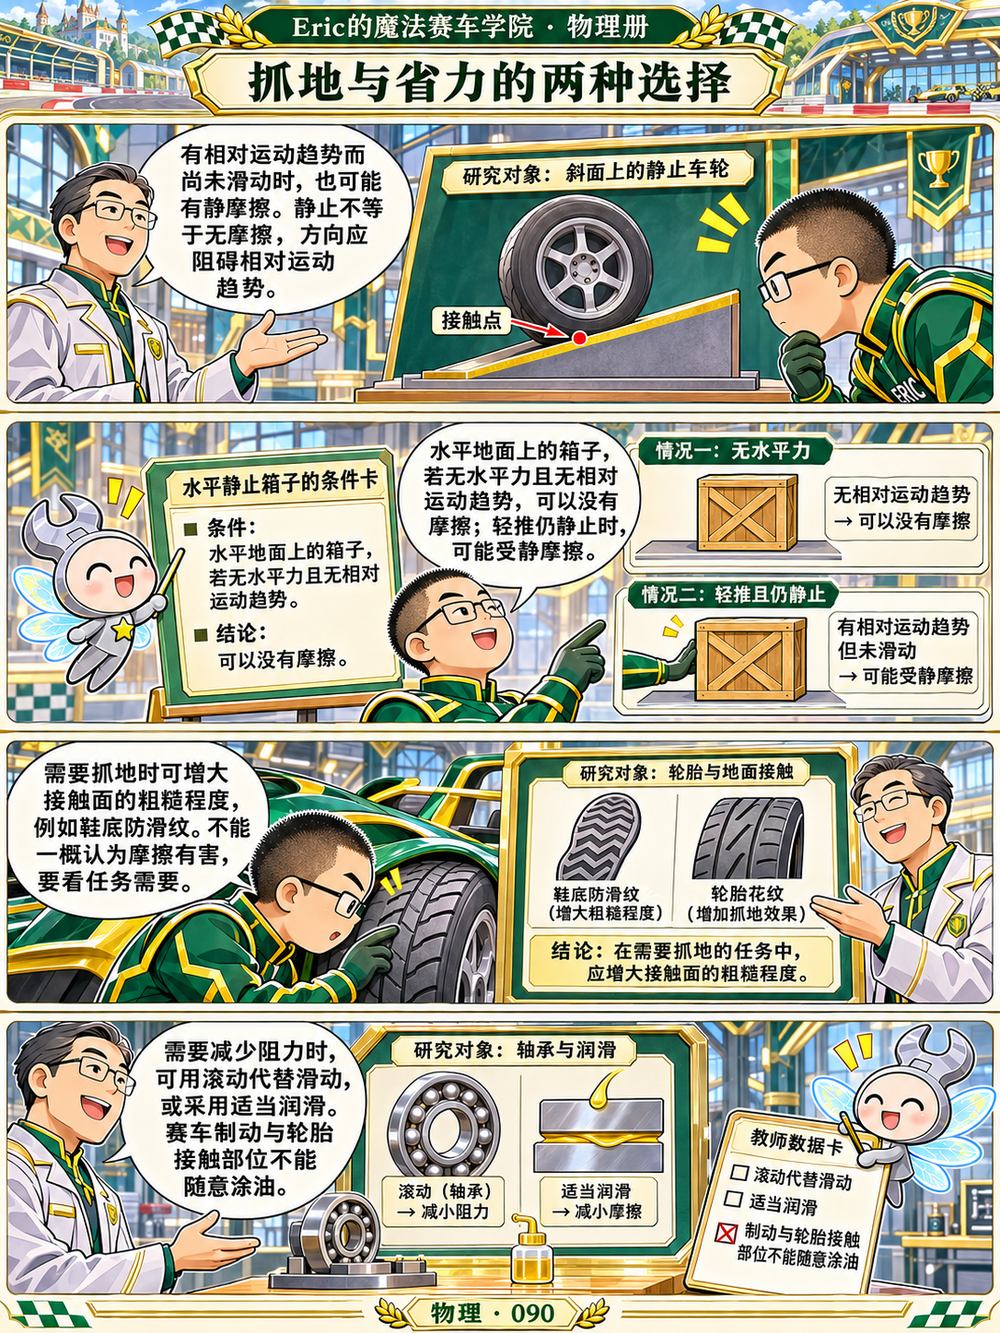 Eric的魔法赛车学院 · 物理册
抓地与省力的两种选择
有相对运动趋势而
尚未滑动时，也可能
有静摩擦。静止不等
于无摩擦，方向应
阻碍相对运动
趋势。
研究对象：斜面上的静止车轮
接触点
ERIC
水平静止箱子的条件卡
条件：
水平地面上的箱子，
若无水平力且无相对
运动趋势。
结论：
可以没有摩擦。
水平地面上的箱子，
若无水平力且无相对
运动趋势，可以没有
摩擦；轻推仍静止时，
可能受静摩擦。
情况一：无水平力
无相对运动趋势
→ 可以没有摩擦
情况二：轻推且仍静止
有相对运动趋势
但未滑动
→ 可能受静摩擦
需要抓地时可增大
接触面的粗糙程度，
例如鞋底防滑纹。不能
一概认为摩擦有害，
要看任务需要。
研究对象：轮胎与地面接触
鞋底防滑纹
（增大粗糙程度）
轮胎花纹
（增加抓地效果）
结论：在需要抓地的任务中，
应增大接触面的粗糙程度。
需要减少阻力时，
可用滚动代替滑动，
或采用适当润滑。
赛车制动与轮胎
接触部位不能
随意涂油。
研究对象：轴承与润滑
滚动（轴承）
→ 减小阻力
适当润滑
→ 减小摩擦
教师数据卡
滚动代替滑动
适当润滑
制动与轮胎接触
部位不能随意涂油
物理 · 090